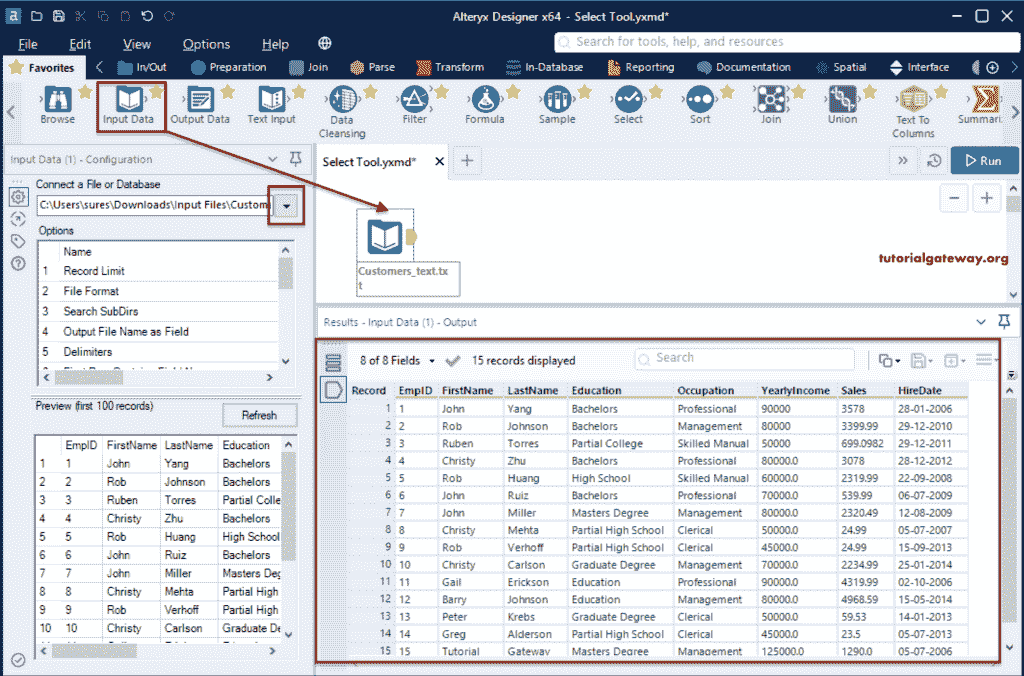 Alteryx Designer x64 - Select Tool.yxmd*
File Edit View Options Help
Search for tools, help, and resources
Favorites In/Out Preparation Join Parse Transform In-Database Reporting Documentation Spatial Interface
Browse Input Data Output Data Text Input Data Cleansing Filter Formula Sample Select Sort Join Union Text To Columns Summari
Input Data (1) - Configuration
Select Tool.yxmd*
Run
Connect a File or Database
C:\Users\sures\Downloads\Input Files\Custom
Options
Name
1 Record Limit
2 File Format
3 Search SubDirs
4 Output File Name as Field
5 Delimiters
Customers_text.tx
t
tutorialgateway.org
Preview (first 100 records)
Refresh
EmpID FirstName LastName Education
1 1 John Yang Bachelors
2 2 Rob Johnson Bachelors
3 3 Ruben Torres Partial Colle
4 4 Christy Zhu Bachelors
5 5 Rob Huang High School
6 6 John Ruiz Bachelors
7 7 John Miller Masters Deg
8 8 Christy Mehta Partial High
9 9 Rob Verhoff Partial High
10 10 Christy Carlson Graduate De
Results - Input Data (1) - Output
8 of 8 Fields 15 records displayed Search
Record EmpID FirstName LastName Education Occupation YearlyIncome Sales HireDate
1 1 John Yang Bachelors Professional 90000 3578 28-01-2006
2 2 Rob Johnson Bachelors Management 80000 3399.99 29-12-2010
3 3 Ruben Torres Partial College Skilled Manual 50000 699.0982 29-12-2011
4 4 Christy Zhu Bachelors Professional 80000.0 3078 28-12-2012
5 5 Rob Huang High School Skilled Manual 60000.0 2319.99 22-09-2008
6 6 John Ruiz Bachelors Professional 70000.0 539.99 06-07-2009
7 7 John Miller Masters Degree Management 80000.0 2320.49 12-08-2009
8 8 Christy Mehta Partial High School Clerical 50000.0 24.99 05-07-2007
9 9 Rob Verhoff Partial High School Clerical 45000.0 24.99 15-09-2013
10 10 Christy Carlson Graduate Degree Management 70000.0 2234.99 25-01-2014
11 11 Gail Erickson Education Professional 90000.0 4319.99 02-10-2006
12 12 Barry Johnson Education Management 80000.0 4968.59 15-05-2014
13 13 Peter Krebs Graduate Degree Clerical 50000.0 59.53 14-01-2013
14 14 Greg Alderson Partial High School Clerical 45000.0 23.5 05-07-2013
15 15 Tutorial Gateway Masters Degree Management 125000.0 1290.0 05-07-2006